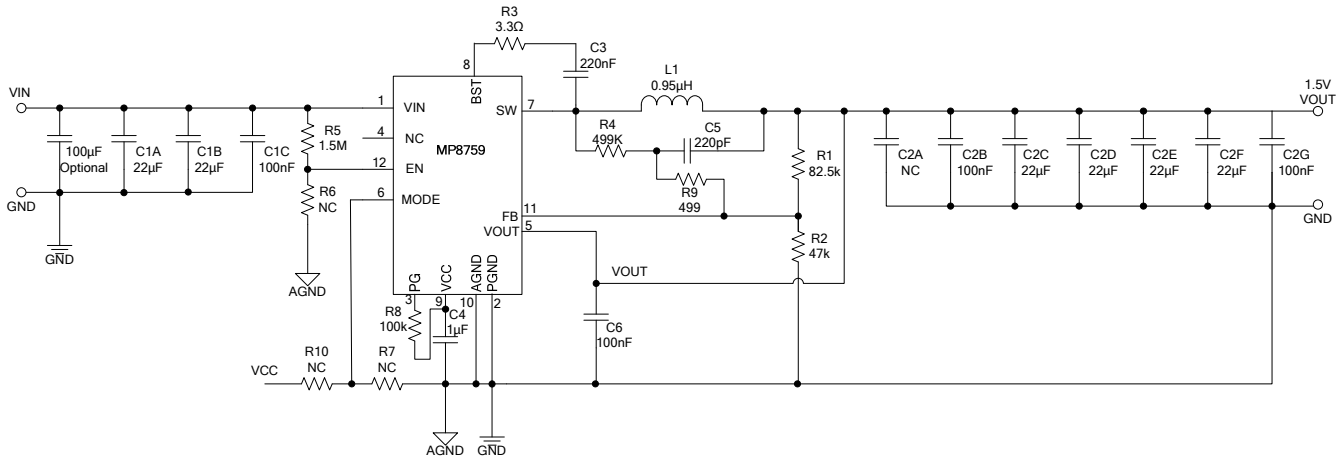 R3
3.3Ω
C3
220nF
8
BST
L1
0.95µH
VIN
1
VIN
SW
7
1.5V
VOUT
100µF
Optional
C1A
22µF
C1B
22µF
C1C
100nF
R5
1.5M
4
NC
MP8759
R4
499K
C5
220pF
R1
82.5k
C2A
NC
C2B
100nF
C2C
22µF
C2D
22µF
C2E
22µF
C2F
22µF
C2G
100nF
12
EN
R6
NC
6
MODE
R9
499
GND
GND
FB
11
VOUT
5
R2
47k
GND
AGND
VOUT
PG
VCC
AGND
PGND
3
9
10
2
R8
100k
C4
1µF
C6
100nF
VCC
R10
NC
R7
NC
AGND
GND